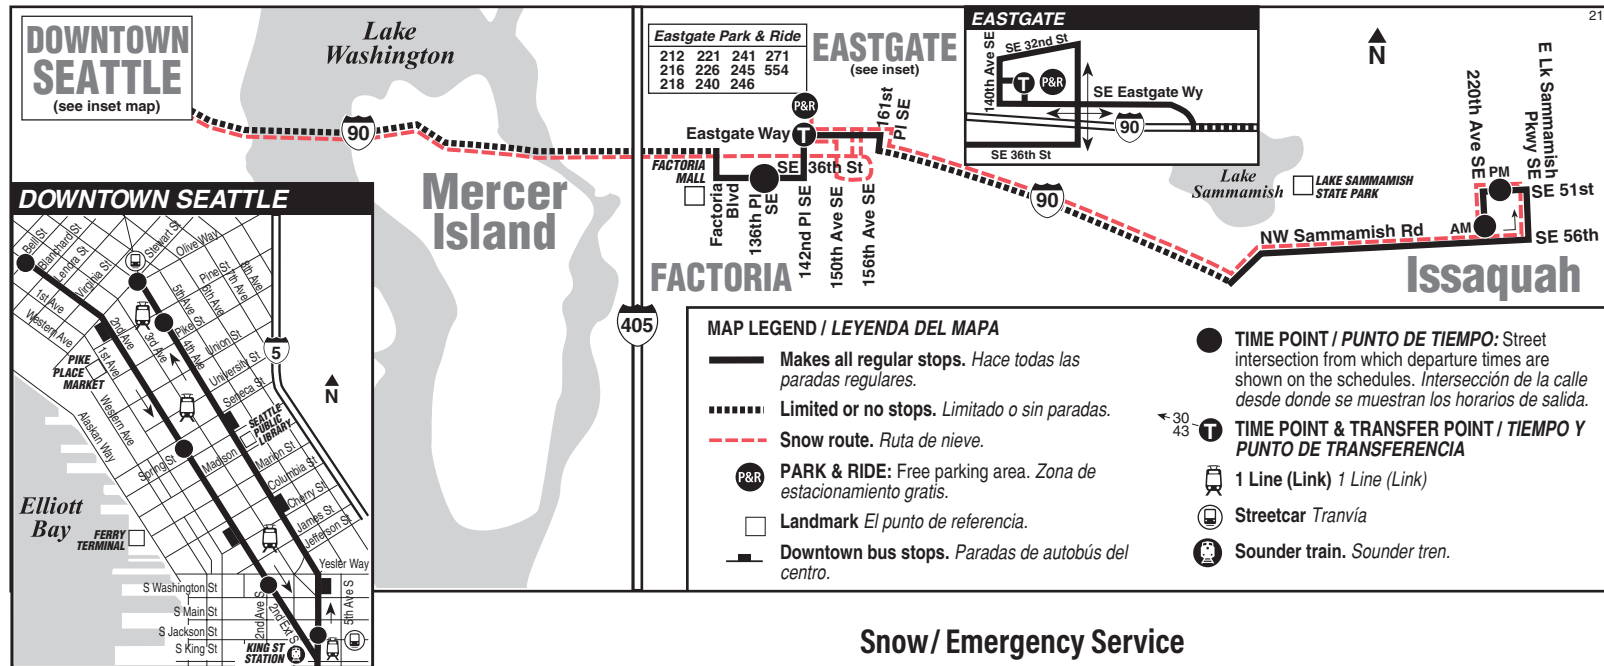 21
DOWNTOWN
SEATTLE
(see inset map)
Lake
Washington
90
Mercer
Island
405
Eastgate Park & Ride
212 221 241 271
216 226 245 554
218 240 246
EASTGATE
(see inset)
P&R
Eastgate Way
T
161st
Pl SE
FACTORIA
MALL
SE 36th St
Factoria
Blvd
136th Pl
SE
142nd Pl SE
150th Ave SE
156th Ave SE
FACTORIA
EASTGATE
SE 32nd St
140th Ave SE
T
P&R
SE Eastgate Wy
90
SE 36th St
N
90
Lake
Sammamish
LAKE SAMMAMISH
STATE PARK
220th Ave SE
E Lk Sammamish
Pkwy SE
PM
SE 51st
AM
NW Sammamish Rd
SE 56th
Issaquah
DOWNTOWN SEATTLE
Bell St
Blanchard St
Lenora St
Virginia St
Stewart St
Olive Way
Pine St
7th Ave
8th Ave
1st Ave
Western Ave
2nd Ave
3rd Ave
5th Ave
6th Ave
Pike St
4th Ave
Union St
5
PIKE
PLACE
MARKET
1st Ave
University St
N
Seneca St
Alaskan Way
Western Ave
SEATTLE
PUBLIC
LIBRARY
Spring St
Madison
Marion St
Columbia St
Cherry St
James St
Jefferson St
Elliott
Bay
FERRY
TERMINAL
Yesler Way
S Washington St
S Main St
S Jackson St
S King St
2nd Ave S
2nd Ext S
5th Ave S
KING ST
STATION
MAP LEGEND / LEYENDA DEL MAPA
Makes all regular stops. Hace todas las
paradas regulares.
Limited or no stops. Limitado o sin paradas.
Snow route. Ruta de nieve.
P&R
PARK & RIDE: Free parking area. Zona de
estacionamiento gratis.
Landmark El punto de referencia.
Downtown bus stops. Paradas de autobús del
centro.
TIME POINT / PUNTO DE TIEMPO: Street
intersection from which departure times are
shown on the schedules. Intersección de la calle
desde donde se muestran los horarios de salida.
30
43
T
TIME POINT & TRANSFER POINT / TIEMPO Y
PUNTO DE TRANSFERENCIA
1 Line (Link) 1 Line (Link)
Streetcar Tranvía
Sounder train. Sounder tren.
Snow / Emergency Service